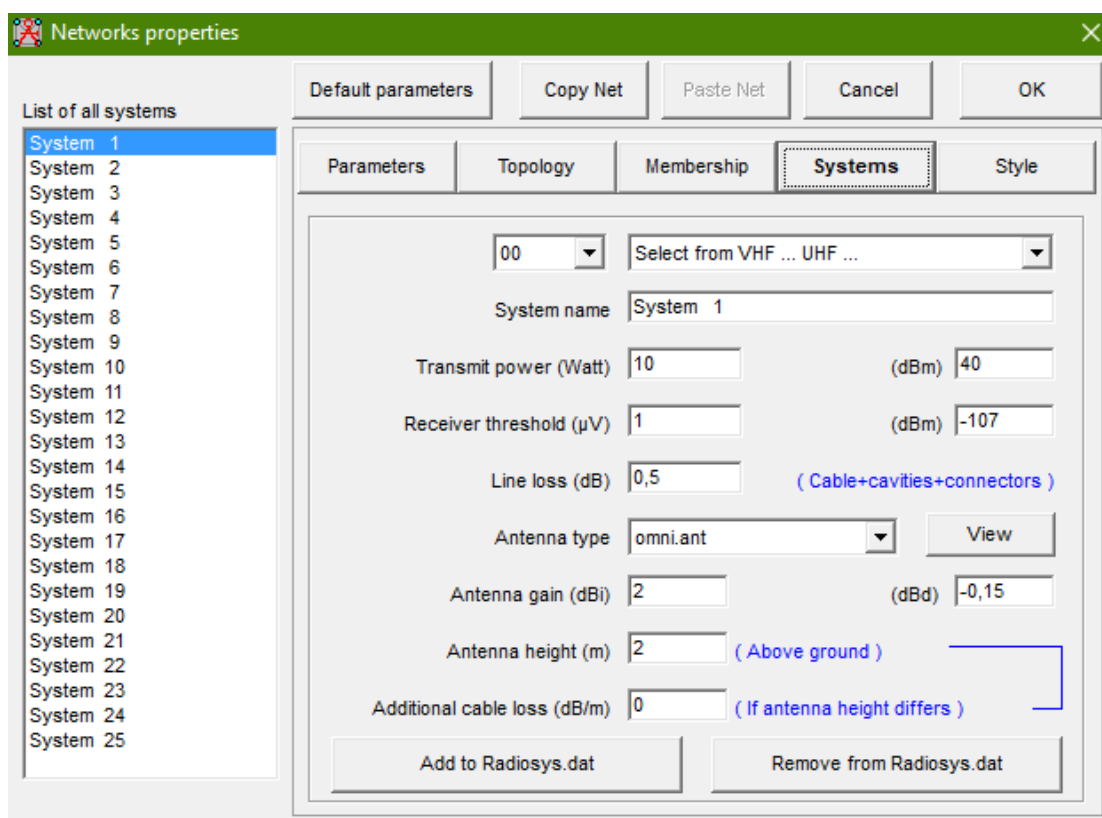 Networks properties
Default parameters Copy Net Paste Net Cancel OK
List of all systems
System 1
System 2
System 3
System 4
System 5
System 6
System 7
System 8
System 9
System 10
System 11
System 12
System 13
System 14
System 15
System 16
System 17
System 18
System 19
System 20
System 21
System 22
System 23
System 24
System 25
Parameters Topology Membership Systems Style
00 Select from VHF ... UHF ...
System name System 1
Transmit power (Watt) 10 (dBm) 40
Receiver threshold (µV) 1 (dBm) -107
Line loss (dB) 0,5 ( Cable+cavities+connectors )
Antenna type omni.ant View
Antenna gain (dBi) 2 (dBd) -0,15
Antenna height (m) 2 ( Above ground )
Additional cable loss (dB/m) 0 ( If antenna height differs )
Add to Radiosys.dat Remove from Radiosys.dat